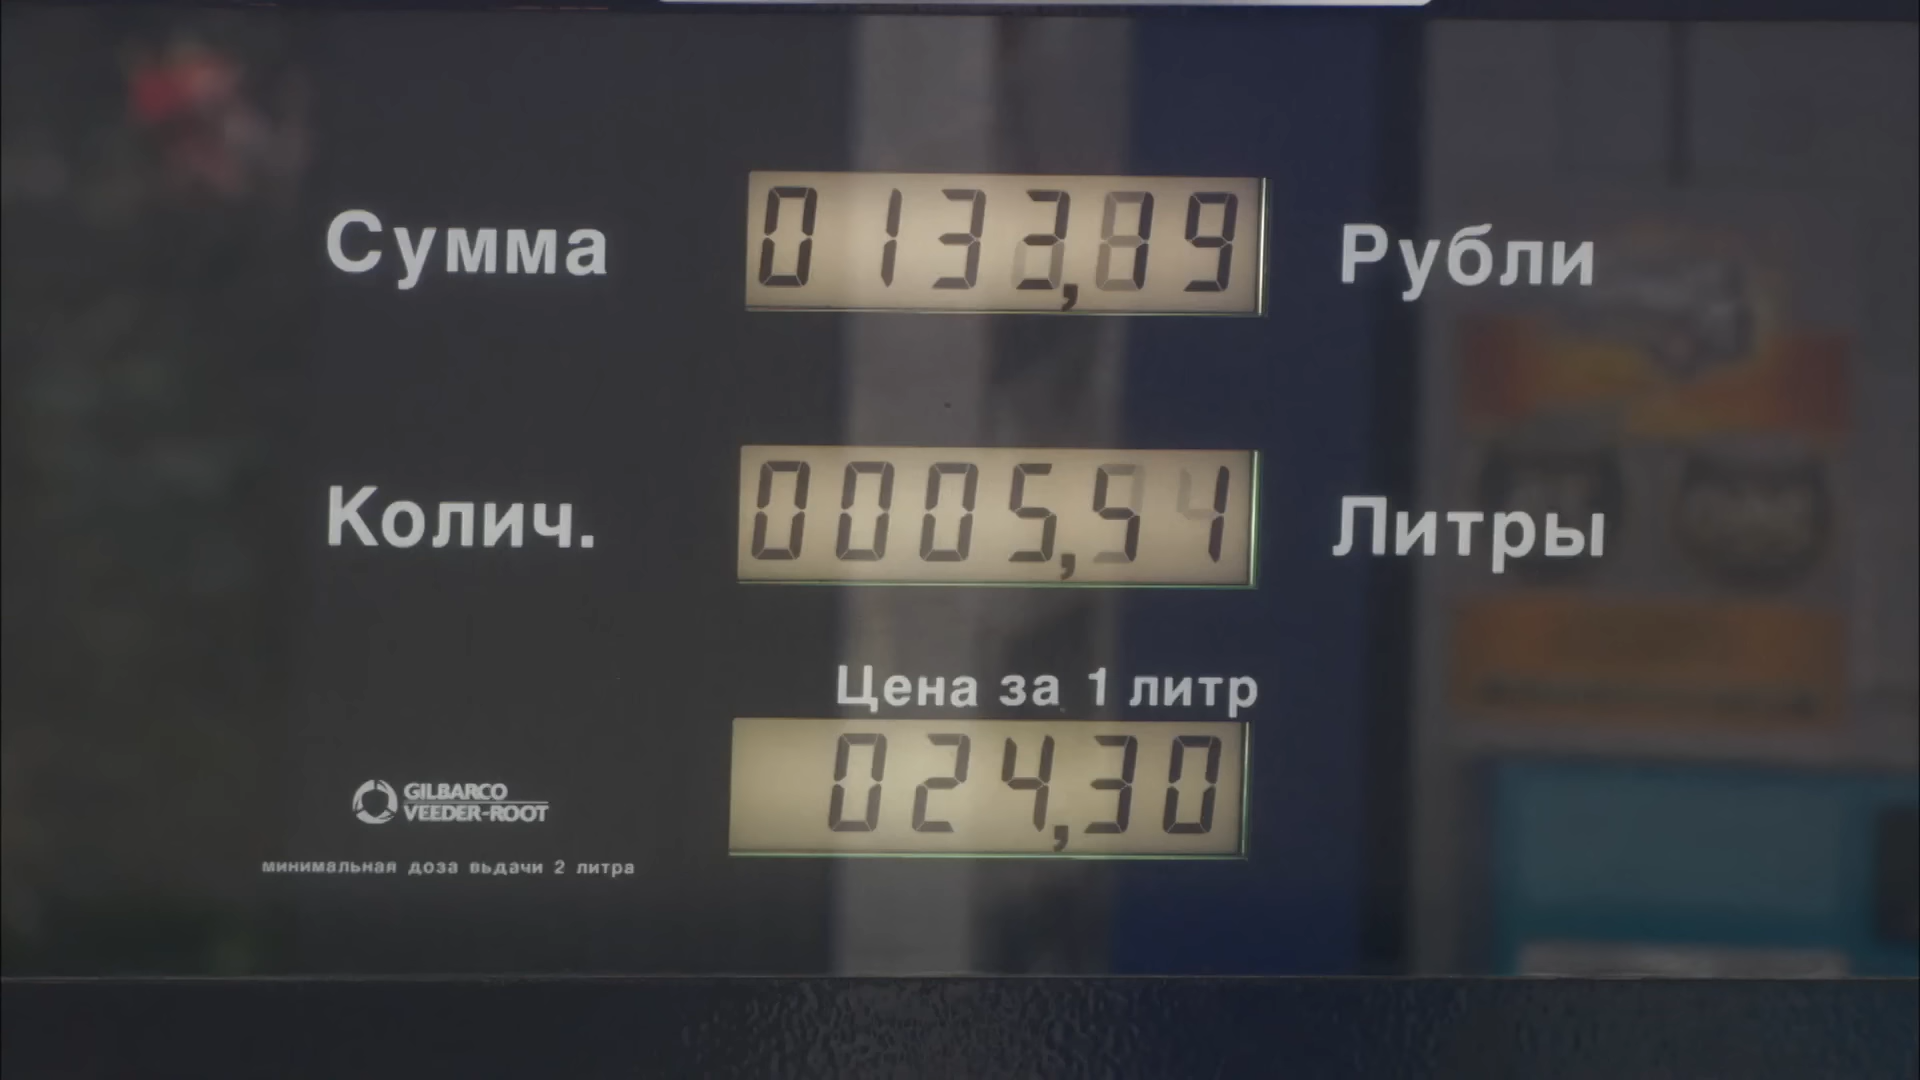 Сумма 0133,89 Рубли
Колич. 0005,51 Литры
Цена за 1 литр
024,30
GILBARCO
VEEDER-ROOT
минимальная доза выдачи 2 литра